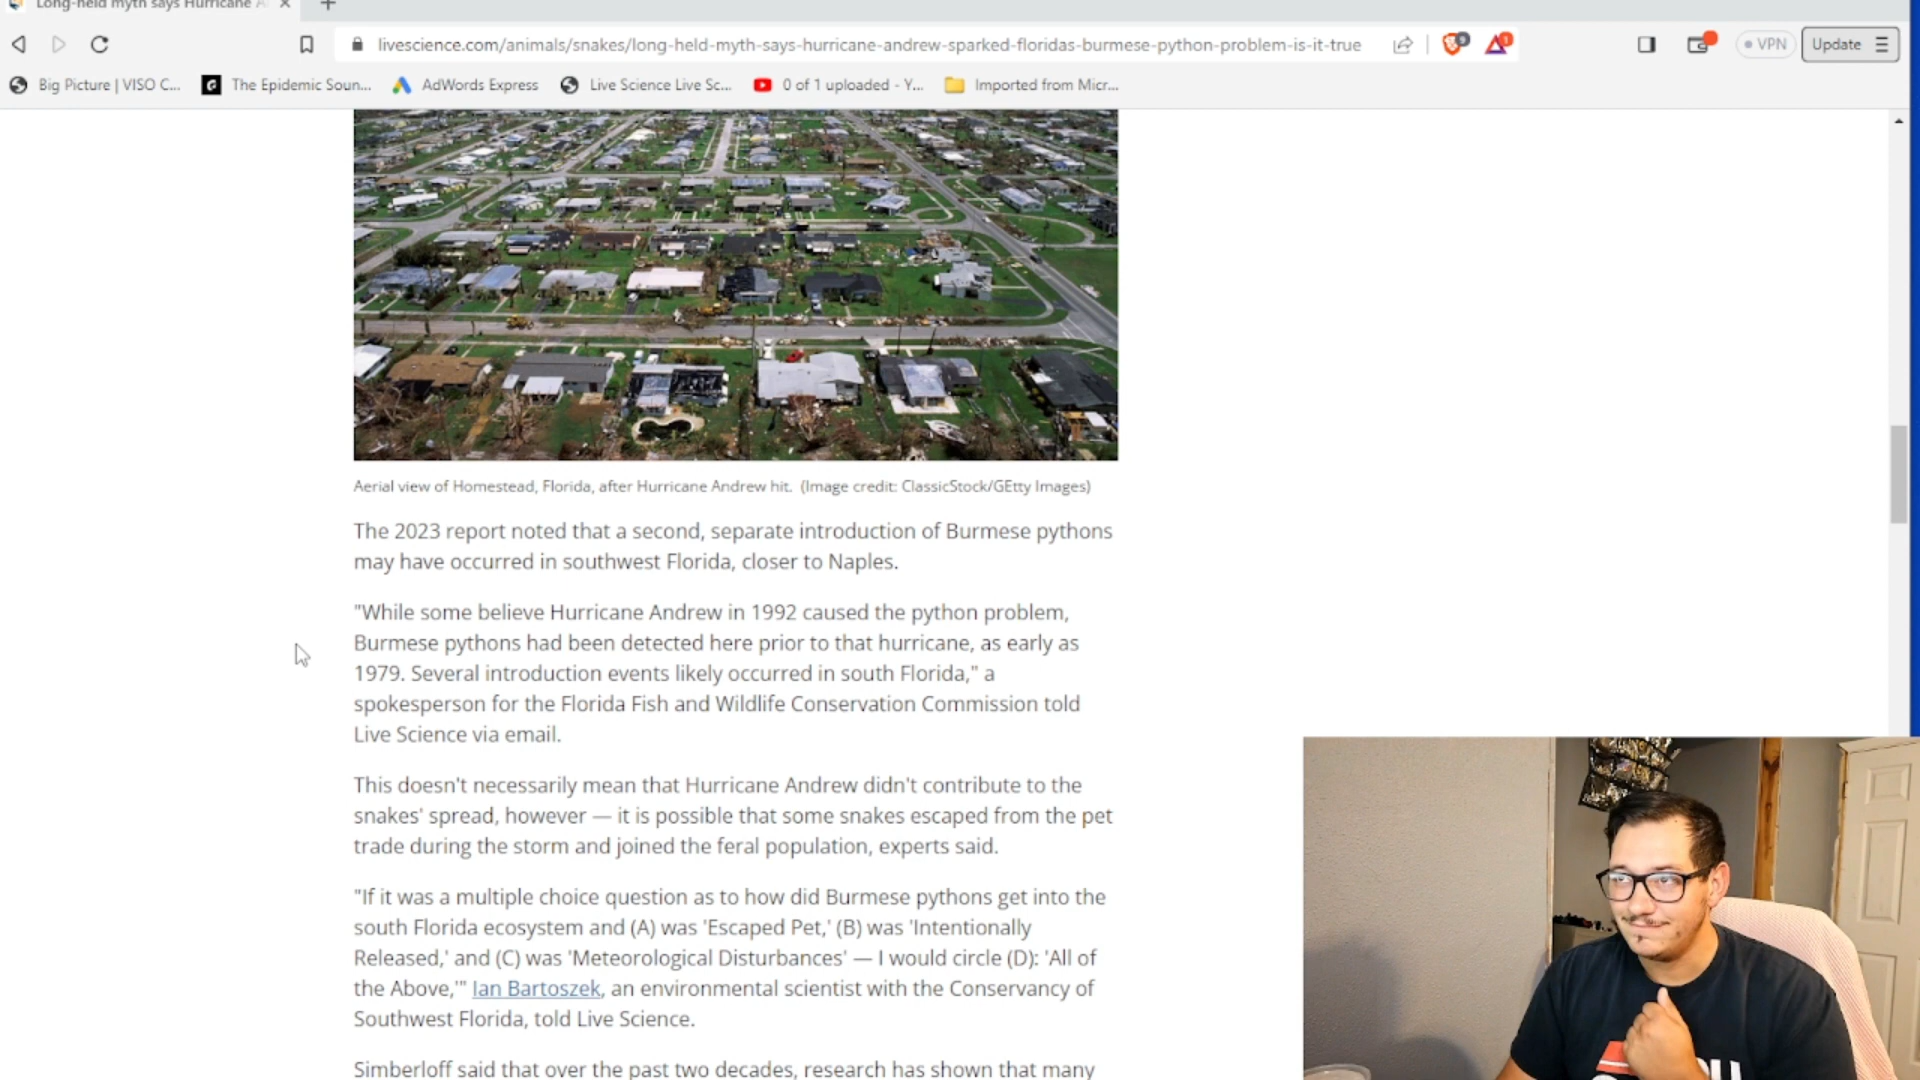 Long-held myth says Hurricane A
livescience.com/animals/snakes/long-held-myth-says-hurricane-andrew-sparked-floridas-burmese-python-problem-is-it-true
9
1
VPN
Update
Big Picture | VISO C...
The Epidemic Soun...
AdWords Express
Live Science Live Sc...
0 of 1 uploaded - Y...
Imported from Micr...
Aerial view of Homestead, Florida, after Hurricane Andrew hit. (Image credit: ClassicStock/GEtty Images)
The 2023 report noted that a second, separate introduction of Burmese pythons
may have occurred in southwest Florida, closer to Naples.
"While some believe Hurricane Andrew in 1992 caused the python problem,
Burmese pythons had been detected here prior to that hurricane, as early as
1979. Several introduction events likely occurred in south Florida," a
spokesperson for the Florida Fish and Wildlife Conservation Commission told
Live Science via email.
This doesn't necessarily mean that Hurricane Andrew didn't contribute to the
snakes' spread, however — it is possible that some snakes escaped from the pet
trade during the storm and joined the feral population, experts said.
"If it was a multiple choice question as to how did Burmese pythons get into the
south Florida ecosystem and (A) was 'Escaped Pet,' (B) was 'Intentionally
Released,' and (C) was 'Meteorological Disturbances' — I would circle (D): 'All of
the Above,'" Ian Bartoszek, an environmental scientist with the Conservancy of
Southwest Florida, told Live Science.
Simberloff said that over the past two decades, research has shown that many